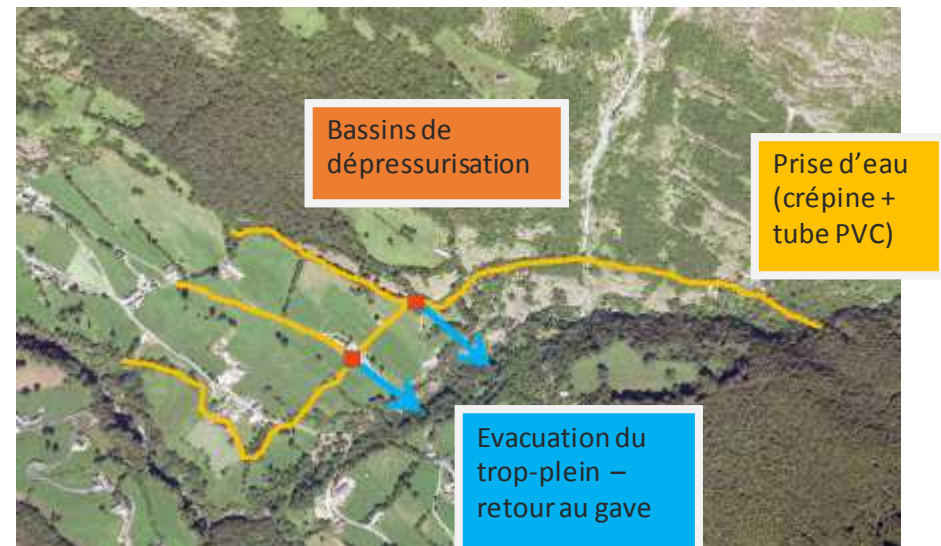 Bassins de
dépressurisation
Prise d'eau
(crépine +
tube PVC)
Evacuation du
trop-plein –
retour au gave